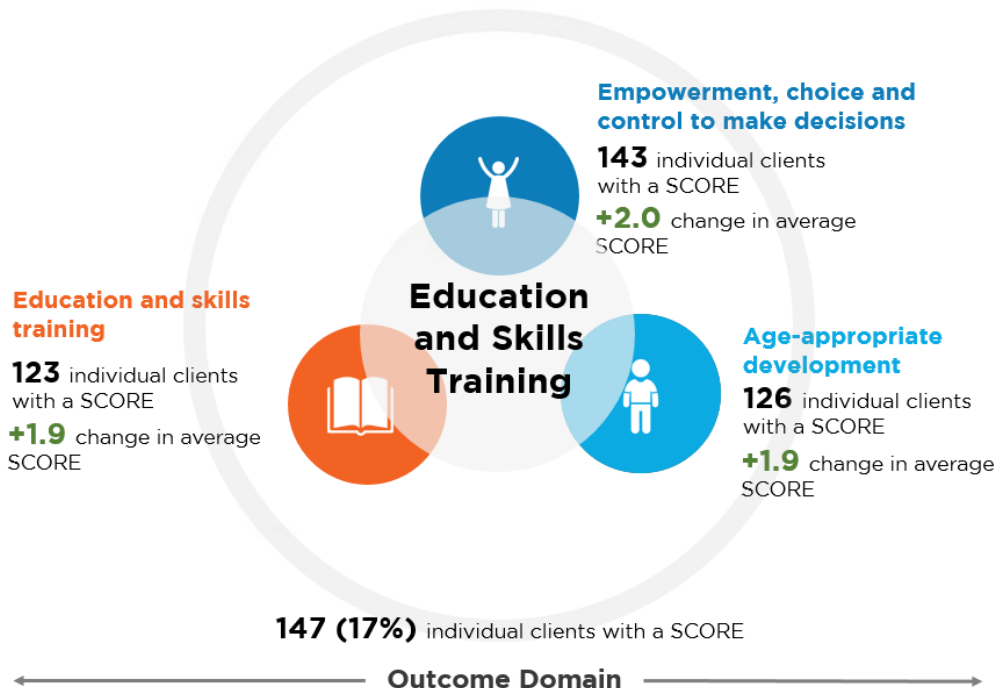 Empowerment, choice and
control to make decisions
143 individual clients
with a SCORE
+2.0 change in average
SCORE
Education
and Skills
Training
Education and skills
training
123 individual clients
with a SCORE
+1.9 change in average
SCORE
Age-appropriate
development
126 individual clients
with a SCORE
+1.9 change in average
SCORE
147 (17%) individual clients with a SCORE
Outcome Domain